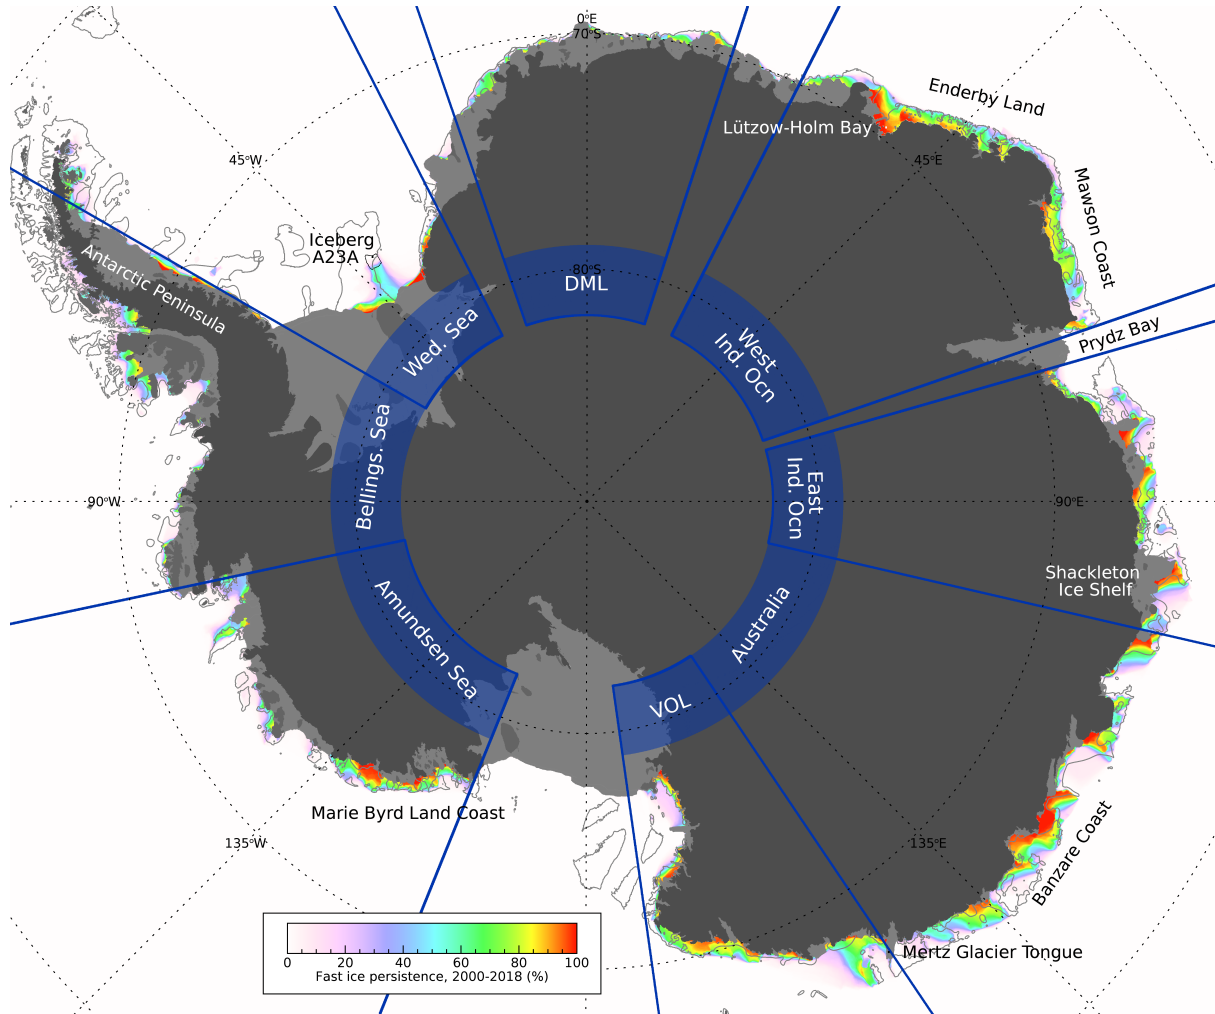 0°E
70°S
Enderby Land
Lützow-Holm Bay
45°W
45°E
Mawson Coast
Iceberg
A23A
Antarctic Peninsula
80°S
DML
Wed. Sea
West
Ind. Ocn
Prydz Bay
Bellings. Sea
East
Ind. Ocn
90°W
90°E
Shackleton
Ice Shelf
Amundsen Sea
Australia
VOL
Marie Byrd Land Coast
135°W
135°E
Banzare Coast
Mertz Glacier Tongue
0 20 40 60 80 100
Fast ice persistence, 2000-2018 (%)